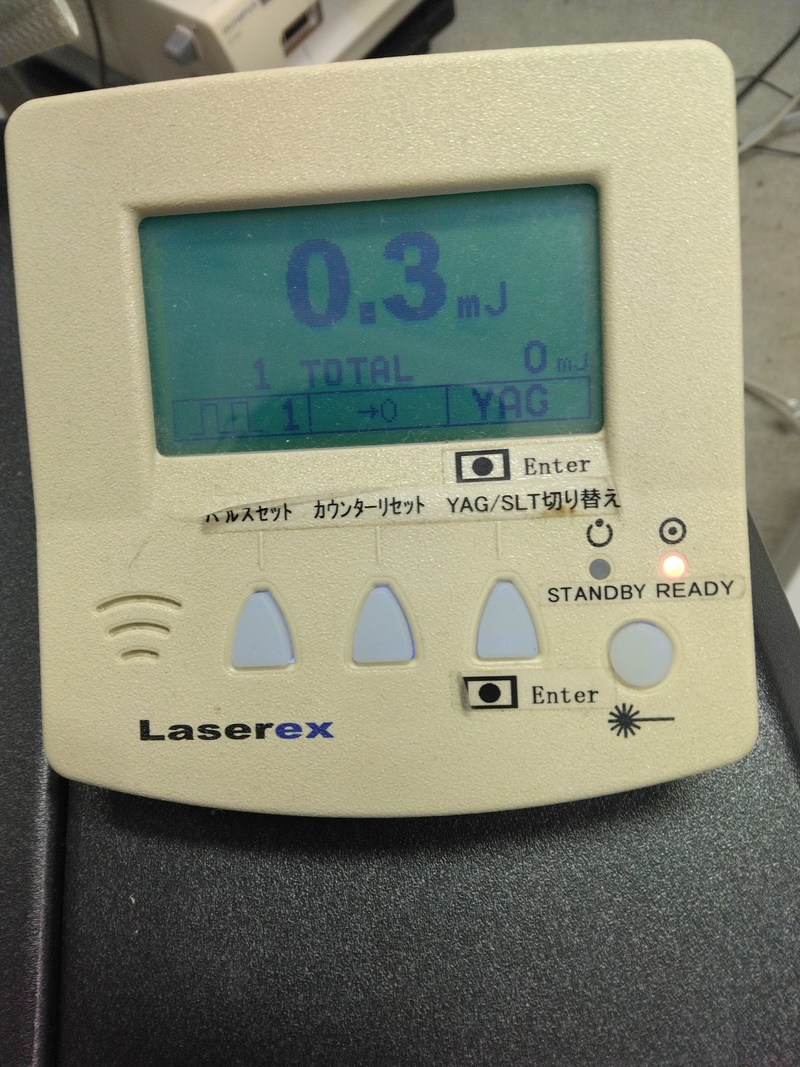 0.3 mJ
1 TOTAL 0 mJ
1 →0 YAG
Enter
パルスセット カウンターリセット YAG/SLT切り替え
STANDBY READY
Enter
Laserex